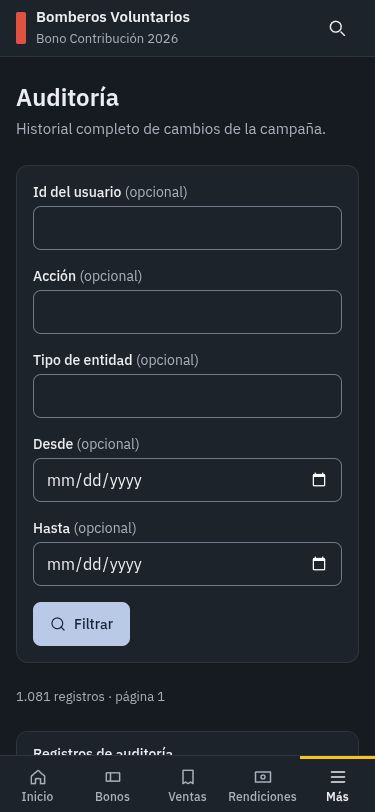 Bomberos Voluntarios
Bono Contribución 2026
Auditoría
Historial completo de cambios de la campaña.
Id del usuario (opcional)
Acción (opcional)
Tipo de entidad (opcional)
Desde (opcional)
mm/dd/yyyy
Hasta (opcional)
mm/dd/yyyy
Filtrar
1.081 registros · página 1
Registros de auditoría
Inicio
Bonos
Ventas
Rendiciones
Más